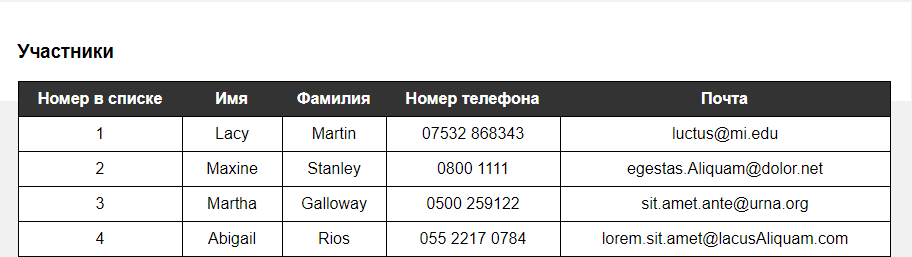 Участники
Номер в списке Имя Фамилия Номер телефона Почта
1 Lacy Martin 07532 868343 luctus@mi.edu
2 Maxine Stanley 0800 1111 egestas.Aliquam@dolor.net
3 Martha Galloway 0500 259122 sit.amet.ante@urna.org
4 Abigail Rios 055 2217 0784 lorem.sit.amet@lacusAliquam.com